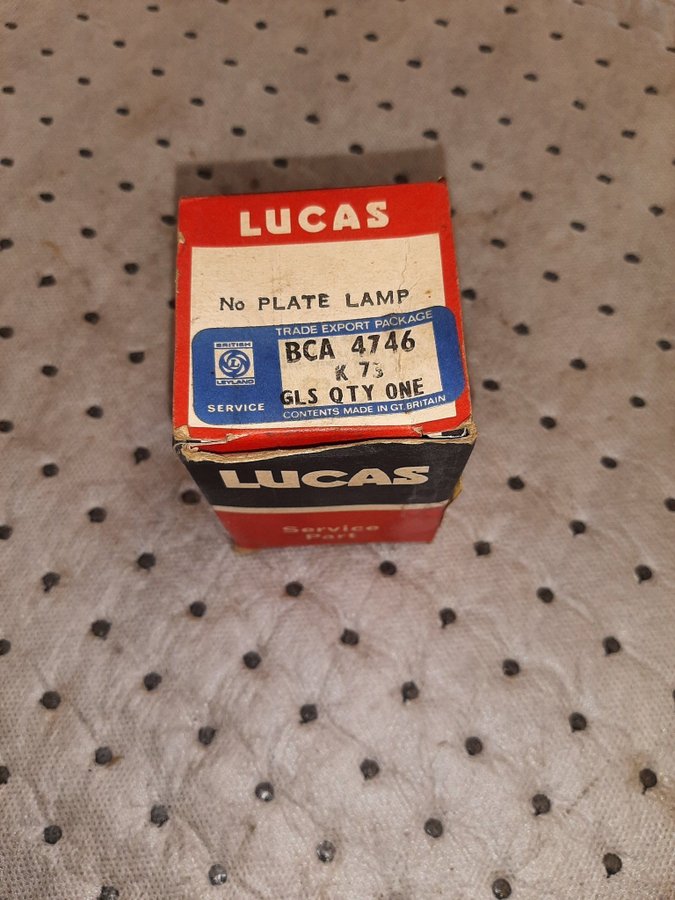 LUCAS
No PLATE LAMP
TRADE EXPORT PACKAGE
BRITISH
L
LEYLAND
BCA 4746
K 7S
GLS QTY ONE
SERVICE
CONTENTS MADE IN GT. BRITAIN
LUCAS
Service
Part